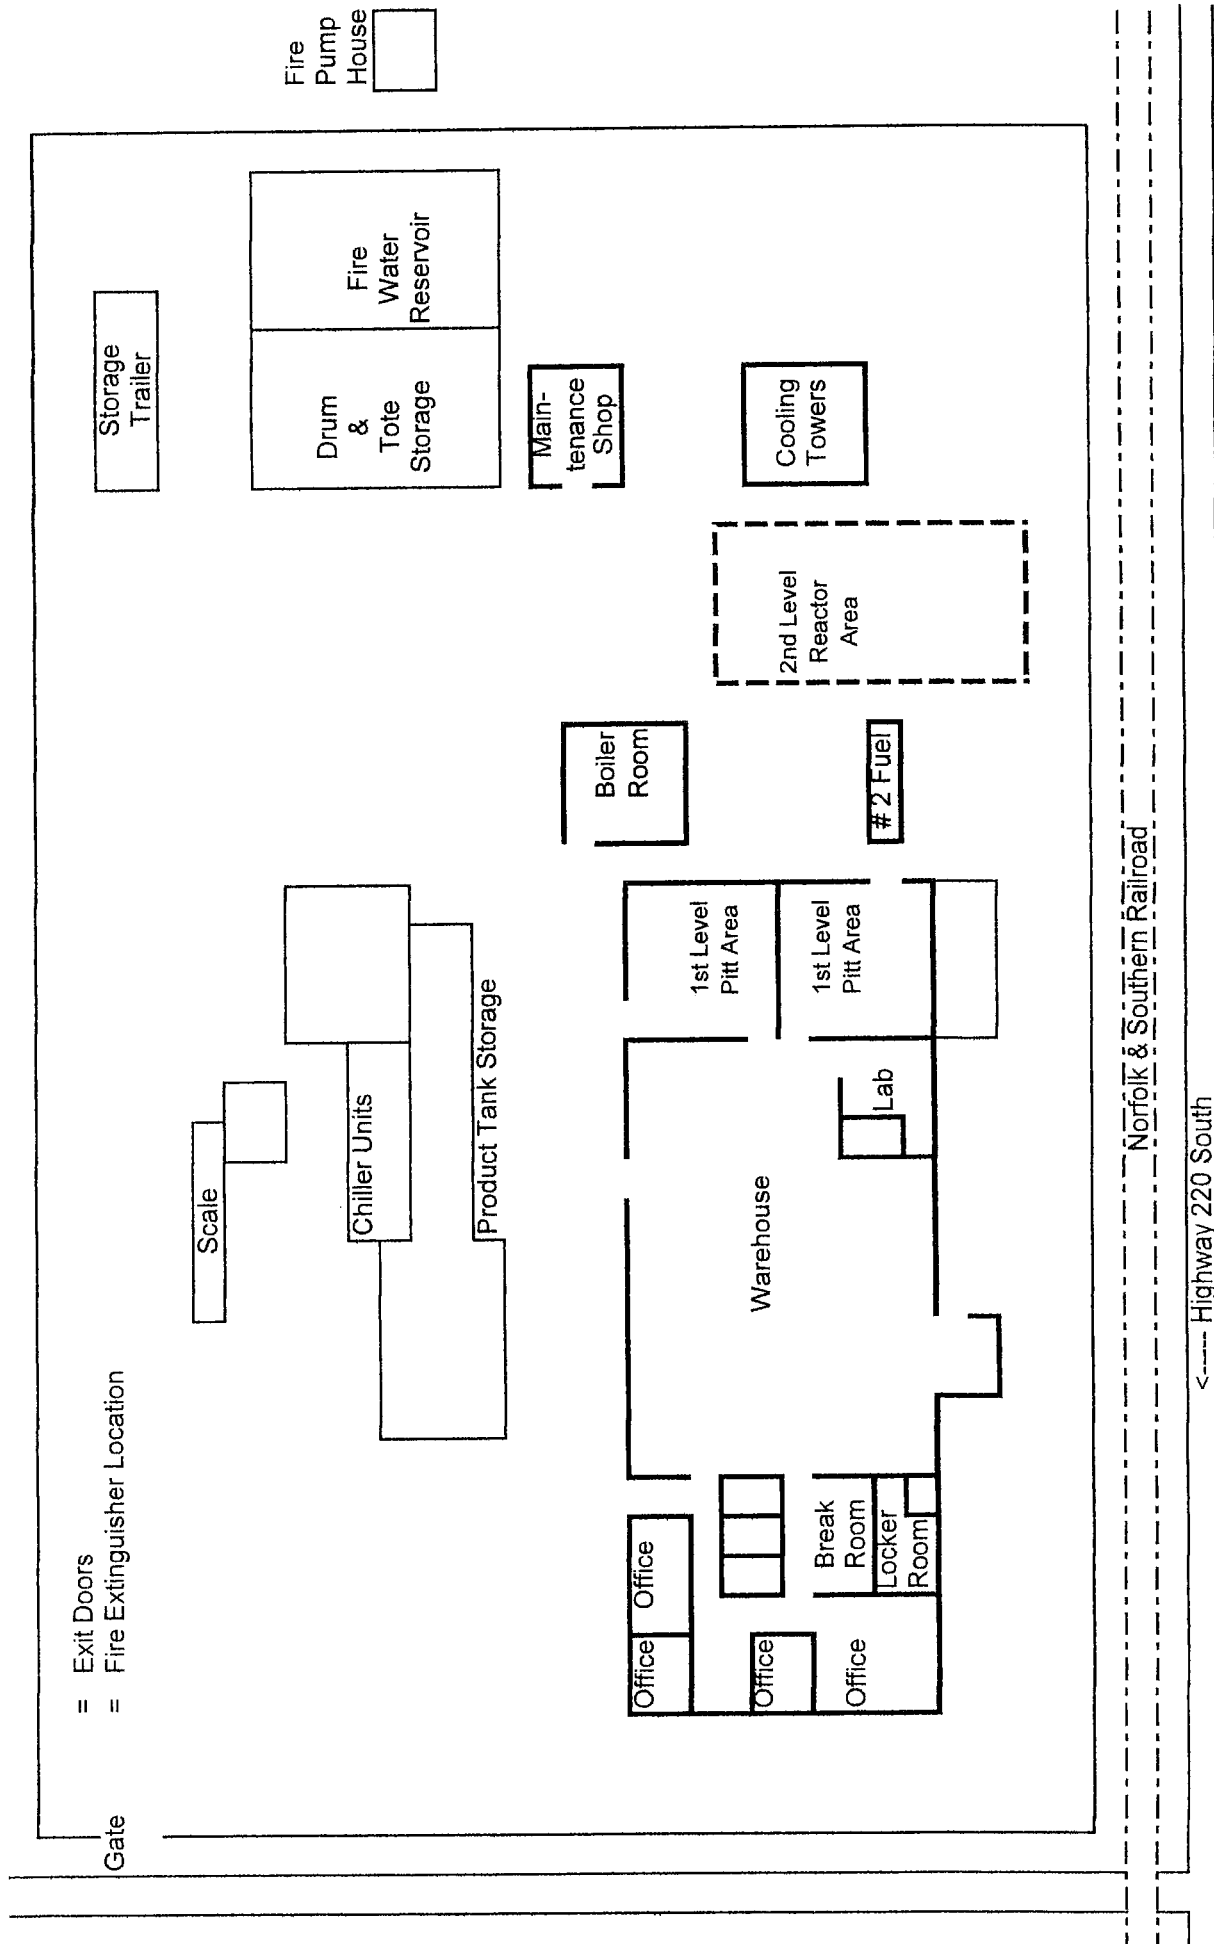 Gate
= Exit Doors
= Fire Extinguisher Location
Scale
Chiller Units
Product Tank Storage
Storage
Trailer
Drum
&
Tote
Storage
Fire
Water
Reservoir
Fire
Pump
House
Main-
tenance
Shop
Boiler
Room
Cooling
Towers
2nd Level
Reactor
Area
# 2 Fuel
1st Level
Pitt Area
1st Level
Pitt Area
Lab
Warehouse
Office
Office
Office
Office
Break
Room
Locker
Room
Norfolk & Southern Railroad
<----- Highway 220 South